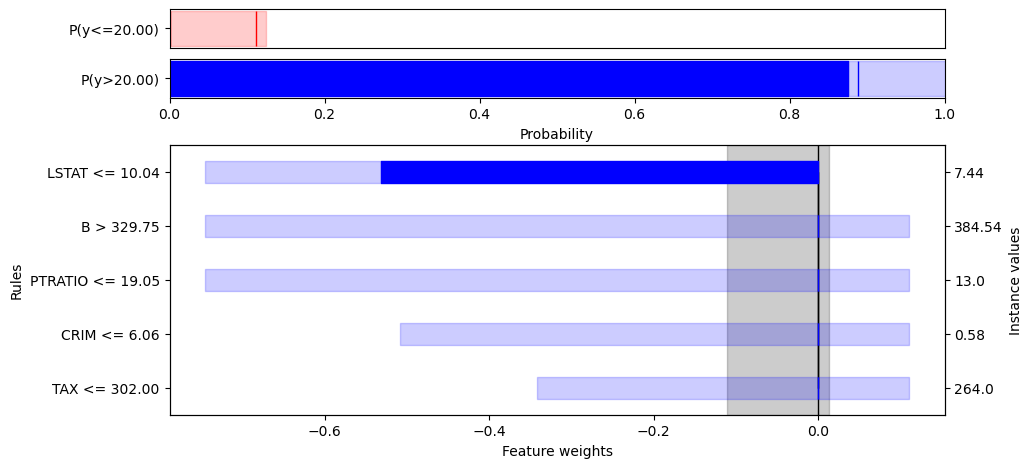 P(y<=20.00)
P(y>20.00)
0.0 0.2 0.4 0.6 0.8 1.0
Probability
Rules
LSTAT <= 10.04 7.44
B > 329.75 384.54
PTRATIO <= 19.05 13.0
CRIM <= 6.06 0.58
TAX <= 302.00 264.0
Instance values
−0.6 −0.4 −0.2 0.0
Feature weights